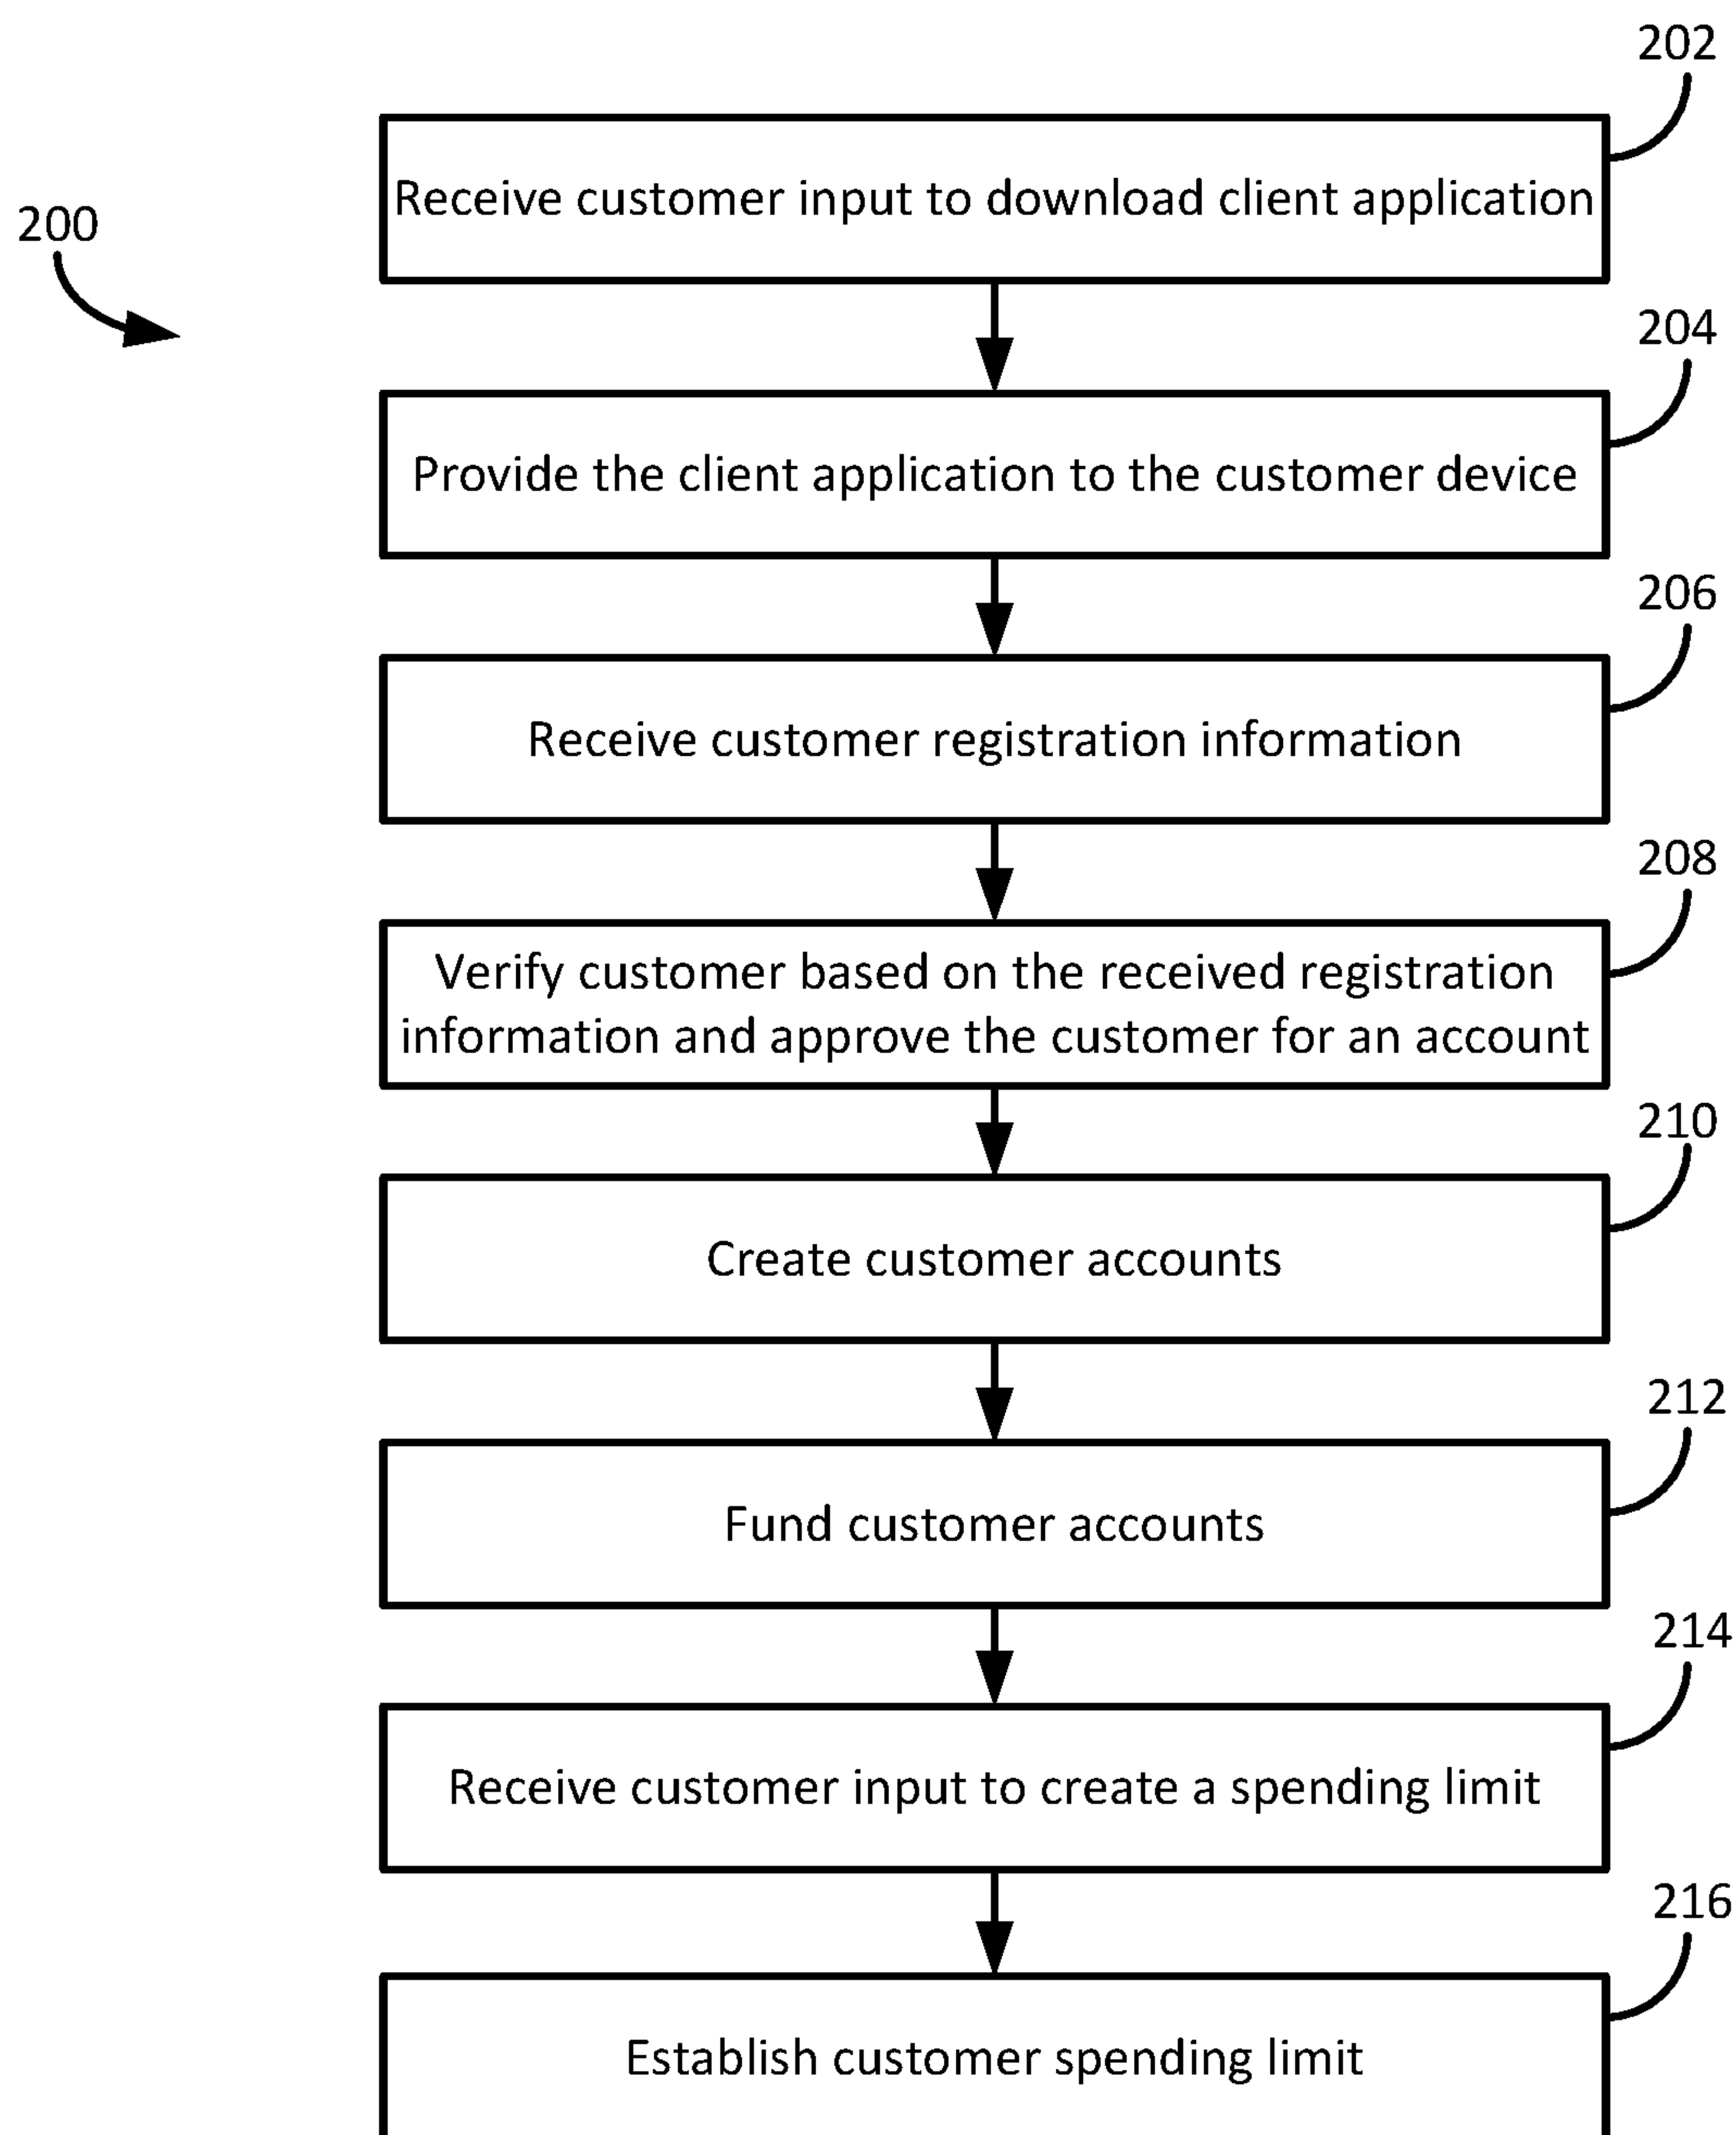 202
Receive customer input to download client application
200
204
Provide the client application to the customer device
206
Receive customer registration information
208
Verify customer based on the received registration
information and approve the customer for an account
210
Create customer accounts
212
Fund customer accounts
214
Receive customer input to create a spending limit
216
Establish customer spending limit